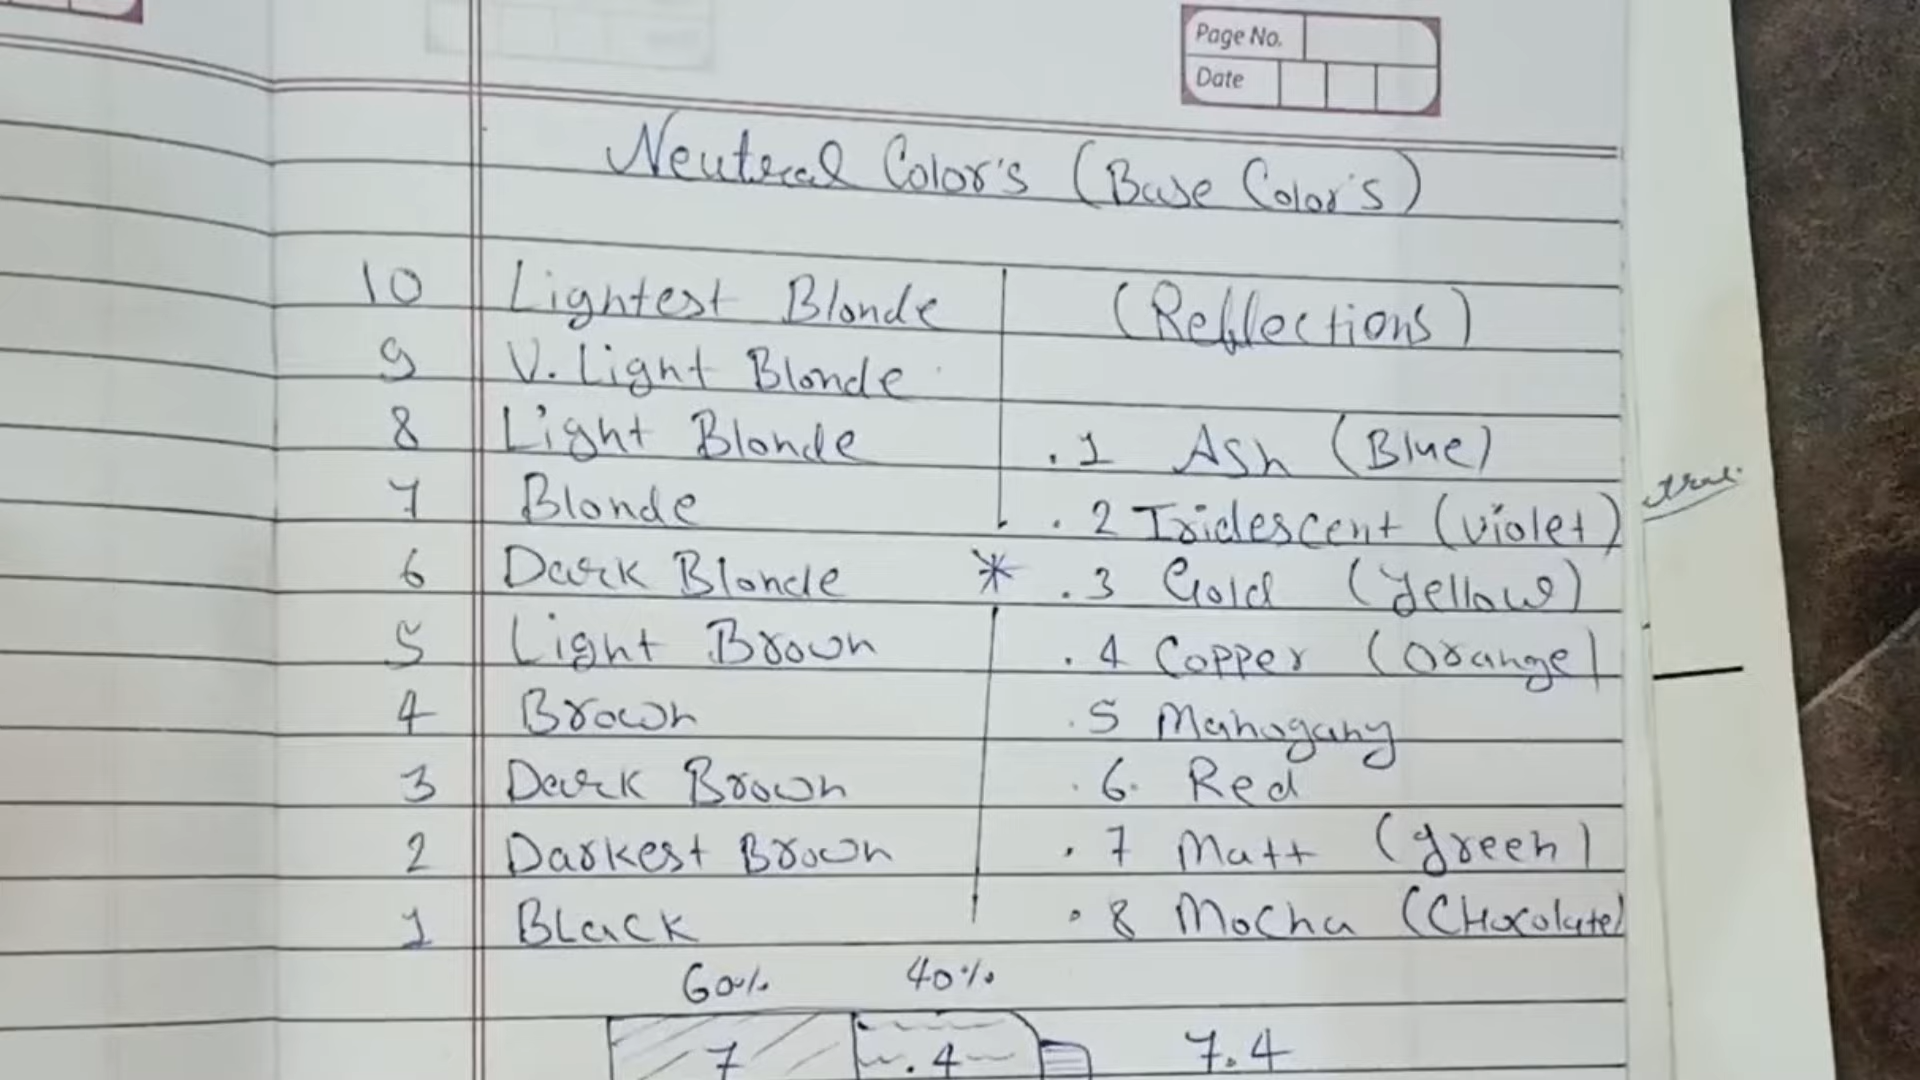 Page No.
Date
Neutral Color's (Base Color's)
10 Lightest Blonde (Reflections)
9 V. Light Blonde
8 Light Blonde .1 Ash (Blue)
7 Blonde .2 Iridescent (Violet)
6 Dark Blonde * .3 Gold (Yellow)
5 Light Brown .4 Copper (Orange)
4 Brown .5 Mahogany
3 Dark Brown .6. Red
2 Darkest Brown .7 Matt (green)
1 Black .8 Mocha (CHocolate)
60% 40%
7 .4 7.4